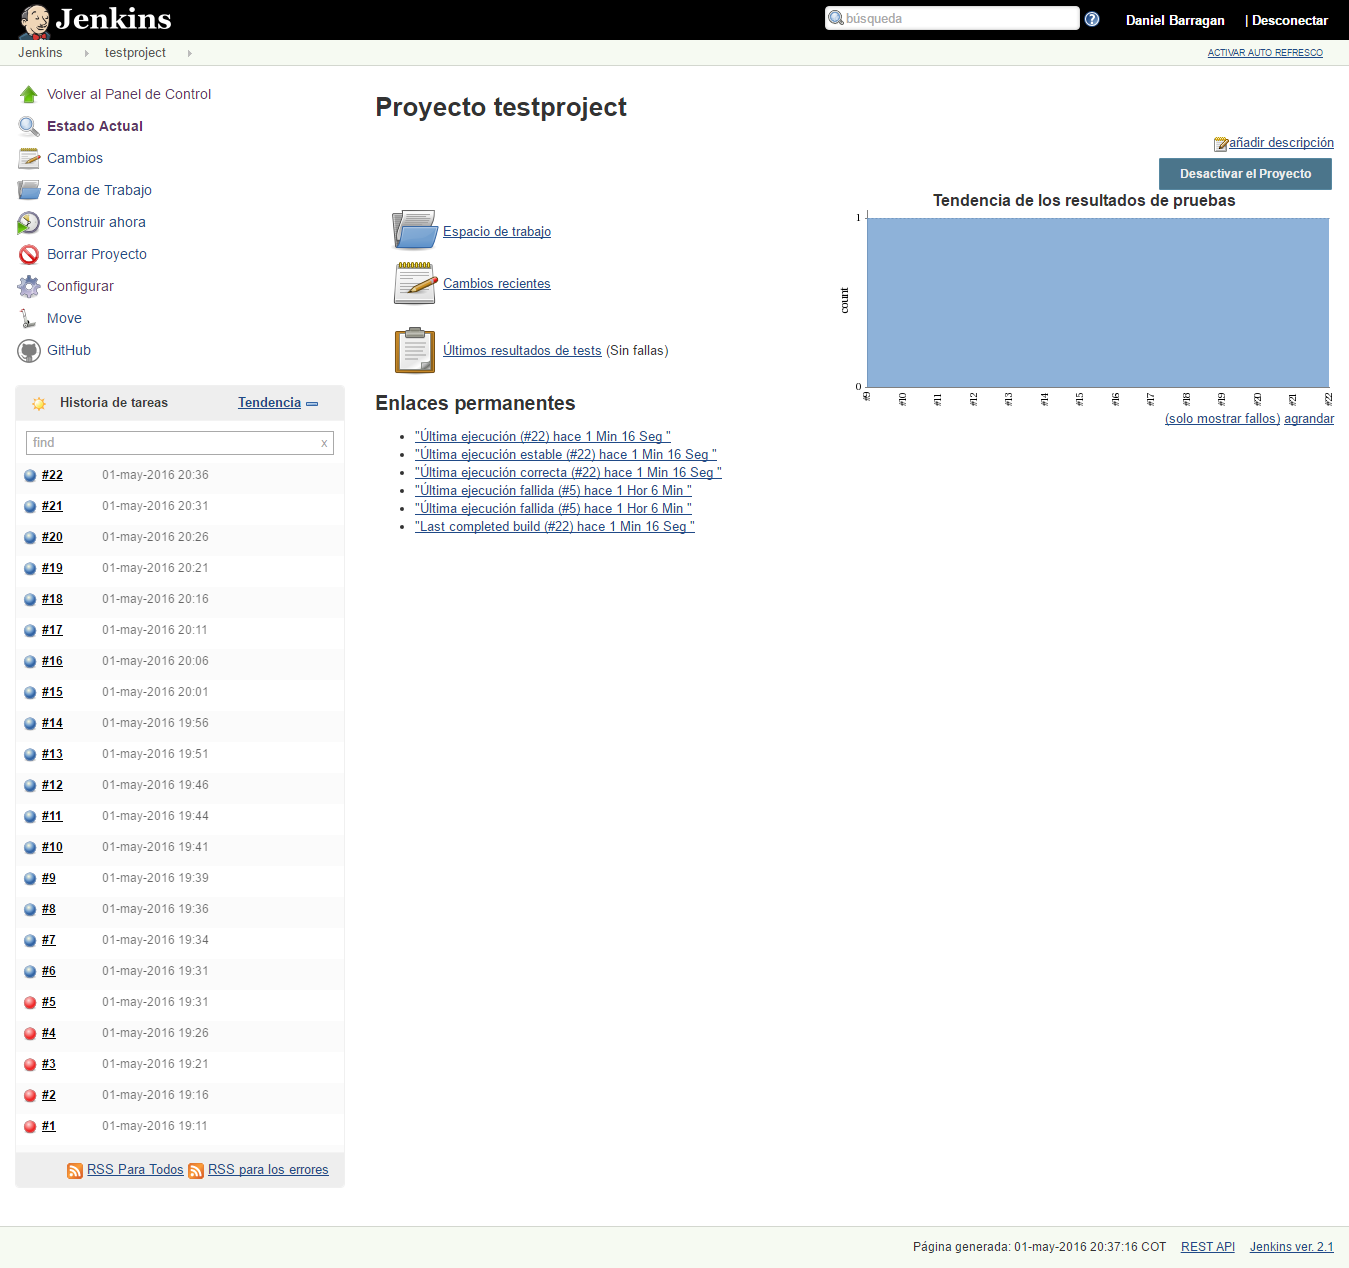 Jenkins
búsqueda
Daniel Barragan
| Desconectar
Jenkins
testproject
ACTIVAR AUTO REFRESCO
Volver al Panel de Control
Estado Actual
Cambios
Zona de Trabajo
Construir ahora
Borrar Proyecto
Configurar
Move
GitHub
Historia de tareas
Tendencia
find
x
#22 01-may-2016 20:36
#21 01-may-2016 20:31
#20 01-may-2016 20:26
#19 01-may-2016 20:21
#18 01-may-2016 20:16
#17 01-may-2016 20:11
#16 01-may-2016 20:06
#15 01-may-2016 20:01
#14 01-may-2016 19:56
#13 01-may-2016 19:51
#12 01-may-2016 19:46
#11 01-may-2016 19:44
#10 01-may-2016 19:41
#9 01-may-2016 19:39
#8 01-may-2016 19:36
#7 01-may-2016 19:34
#6 01-may-2016 19:31
#5 01-may-2016 19:31
#4 01-may-2016 19:26
#3 01-may-2016 19:21
#2 01-may-2016 19:16
#1 01-may-2016 19:11
RSS Para Todos
RSS para los errores
Proyecto testproject
añadir descripción
Desactivar el Proyecto
Espacio de trabajo
Cambios recientes
Últimos resultados de tests (Sin fallas)
Tendencia de los resultados de pruebas
1
count
0
#9 #10 #11 #12 #13 #14 #15 #16 #17 #18 #19 #20 #21 #22
(solo mostrar fallos) agrandar
Enlaces permanentes
"Última ejecución (#22) hace 1 Min 16 Seg "
"Última ejecución estable (#22) hace 1 Min 16 Seg "
"Última ejecución correcta (#22) hace 1 Min 16 Seg "
"Última ejecución fallida (#5) hace 1 Hor 6 Min "
"Última ejecución fallida (#5) hace 1 Hor 6 Min "
"Last completed build (#22) hace 1 Min 16 Seg "
Página generada: 01-may-2016 20:37:16 COT
REST API
Jenkins ver. 2.1